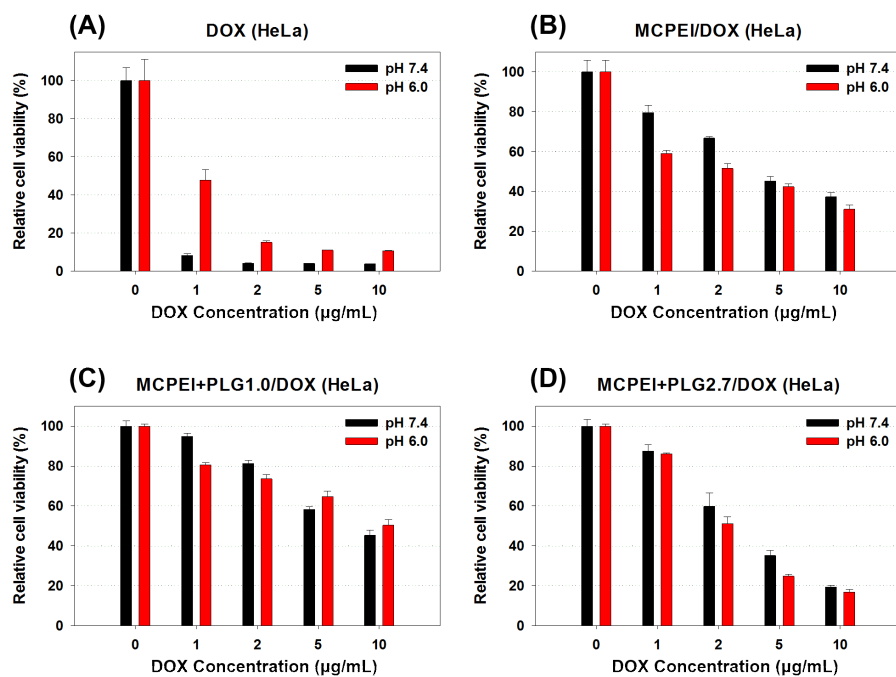 (A)
DOX (HeLa)
Relative cell viability (%)
100
80
60
40
20
0
pH 7.4
pH 6.0
0 1 2 5 10
DOX Concentration (µg/mL)
(B)
MCPEI/DOX (HeLa)
Relative cell viability (%)
100
80
60
40
20
0
pH 7.4
pH 6.0
0 1 2 5 10
DOX Concentration (µg/mL)
(C)
MCPEI+PLG1.0/DOX (HeLa)
Relative cell viability (%)
100
80
60
40
20
0
pH 7.4
pH 6.0
0 1 2 5 10
DOX Concentration (µg/mL)
(D)
MCPEI+PLG2.7/DOX (HeLa)
Relative cell viability (%)
100
80
60
40
20
0
pH 7.4
pH 6.0
0 1 2 5 10
DOX Concentration (µg/mL)